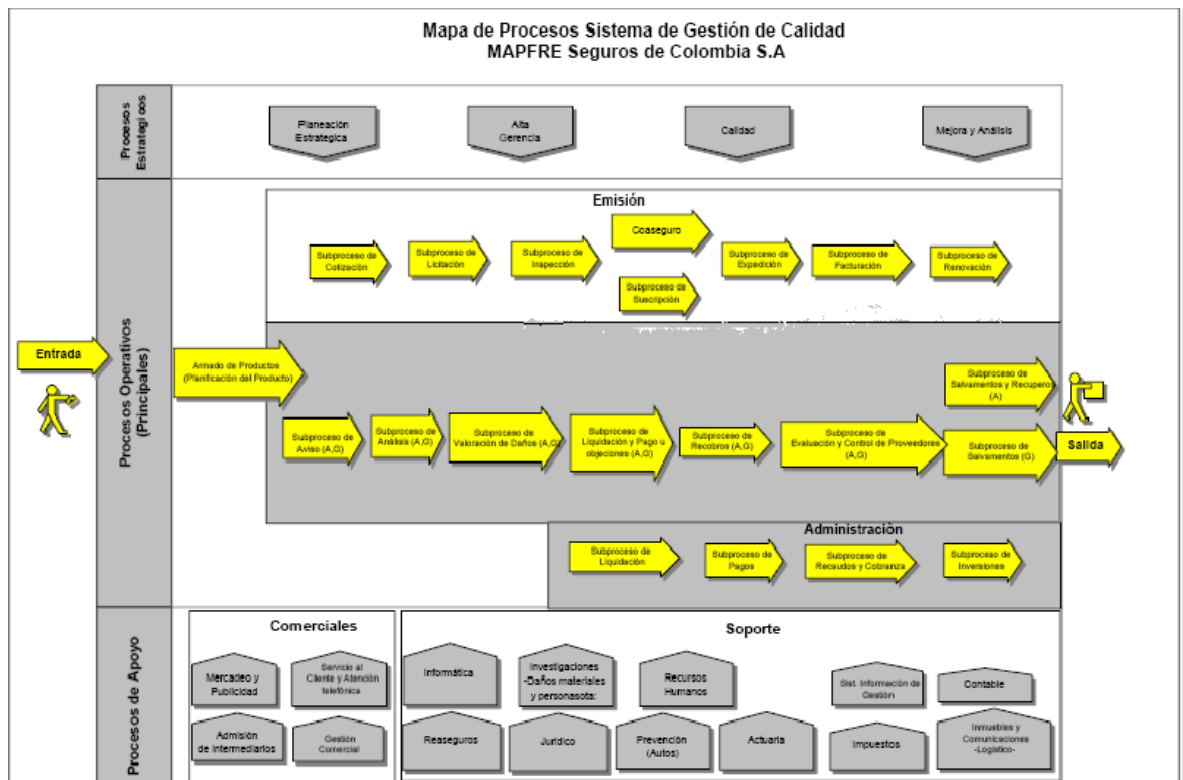 Mapa de Procesos Sistema de Gestión de Calidad
MAPFRE Seguros de Colombia S.A
Procesos
Estrategicos
Planeación
Estrategica
Alta
Gerencia
Calidad
Mejora y Análisis
Procesos Operativos
(Principales)
Emisión
Subproceso de
Cotización
Subproceso de
Licitación
Subproceso de
Inspección
Coaseguro
Subproceso de
Suscripción
Subproceso de
Expedición
Subproceso de
Facturación
Subproceso de
Renovación
Entrada
Armado de Productos
(Planificación del Producto)
Subproceso de
Aviso (A,G)
Subproceso de
Análisis (A,G)
Subproceso de
Valoración de Daños (A,G)
Subproceso de
Liquidación y Pago u
objeciones (A,G)
Subproceso de
Recobros (A,G)
Subproceso de
Evaluación y Control de Proveedores
(A,G)
Subproceso de
Salvamentos y Recuperos
(A)
Subproceso de
Salvamentos (G)
Salida
Administración
Subproceso de
Liquidación
Subproceso de
Pagos
Subproceso de
Recaudos y Cobranza
Subproceso de
Inversiones
Procesos de Apoyo
Comerciales
Mercadeo y
Publicidad
Servicio al
Cliente y Atención
telefónica
Admisión
de Intermediarios
Gestión
Comercial
Soporte
Informática
Investigaciones
-Daños materiales
y personasota:
Recursos
Humanos
Sist. Información de
Gestión
Contable
Reaseguros
Jurídico
Prevención
(Autos)
Actuaria
Impuestos
Inmuebles y
Comunicaciones
-Logístico-